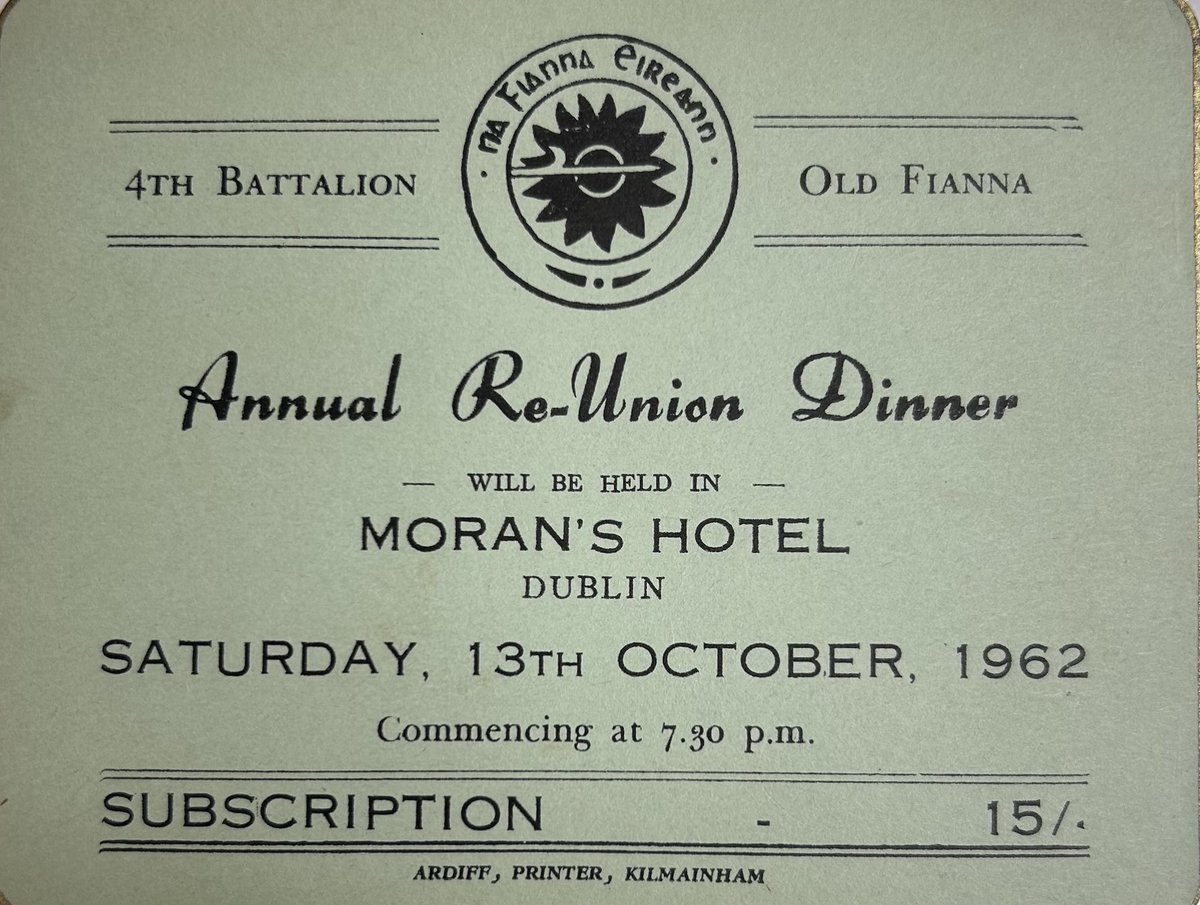 na Fianna Eireann
4TH BATTALION
OLD FIANNA
Annual Re-Union Dinner
— WILL BE HELD IN —
MORAN'S HOTEL
DUBLIN
SATURDAY, 13TH OCTOBER, 1962
Commencing at 7.30 p.m.
SUBSCRIPTION - 15/-
ARDIFF, PRINTER, KILMAINHAM